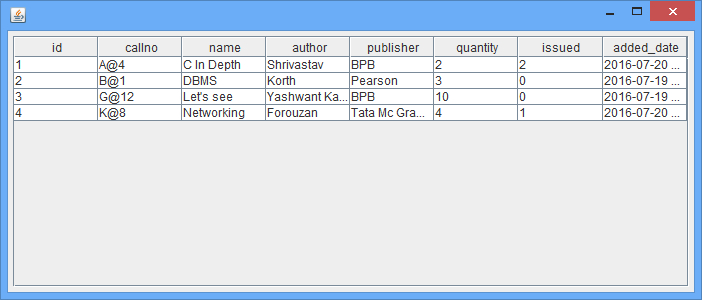 id callno name author publisher quantity issued added_date
1 A@4 C In Depth Shrivastav BPB 2 2 2016-07-20 ...
2 B@1 DBMS Korth Pearson 3 0 2016-07-19 ...
3 G@12 Let's see Yashwant Ka... BPB 10 0 2016-07-19 ...
4 K@8 Networking Forouzan Tata Mc Gra... 4 1 2016-07-20 ...